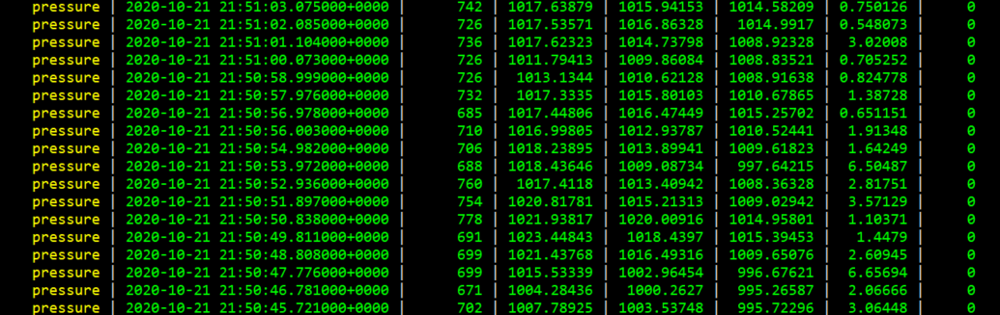 pressure | 2020-10-21 21:51:03.075000+0000 | 742 | 1017.63879 | 1015.94153 | 1014.58209 | 0.750126 | 0
pressure | 2020-10-21 21:51:02.085000+0000 | 726 | 1017.53571 | 1016.86328 | 1014.9917 | 0.548073 | 0
pressure | 2020-10-21 21:51:01.104000+0000 | 736 | 1017.62323 | 1014.73798 | 1008.92328 | 3.02008 | 0
pressure | 2020-10-21 21:51:00.073000+0000 | 726 | 1011.79413 | 1009.86084 | 1008.83521 | 0.705252 | 0
pressure | 2020-10-21 21:50:58.999000+0000 | 726 | 1013.1344 | 1010.62128 | 1008.91638 | 0.824778 | 0
pressure | 2020-10-21 21:50:57.976000+0000 | 732 | 1017.3335 | 1015.80103 | 1010.67865 | 1.38728 | 0
pressure | 2020-10-21 21:50:56.978000+0000 | 685 | 1017.44806 | 1016.47449 | 1015.25702 | 0.651151 | 0
pressure | 2020-10-21 21:50:56.003000+0000 | 710 | 1016.99805 | 1012.93787 | 1010.52441 | 1.91348 | 0
pressure | 2020-10-21 21:50:54.982000+0000 | 706 | 1018.23895 | 1013.89941 | 1009.61823 | 1.64249 | 0
pressure | 2020-10-21 21:50:53.972000+0000 | 688 | 1018.43646 | 1009.08734 | 997.64215 | 6.50487 | 0
pressure | 2020-10-21 21:50:52.936000+0000 | 760 | 1017.4118 | 1013.40942 | 1008.36328 | 2.81751 | 0
pressure | 2020-10-21 21:50:51.897000+0000 | 754 | 1020.81781 | 1015.21313 | 1009.02942 | 3.57129 | 0
pressure | 2020-10-21 21:50:50.838000+0000 | 778 | 1021.93817 | 1020.00916 | 1014.95801 | 1.10371 | 0
pressure | 2020-10-21 21:50:49.811000+0000 | 691 | 1023.44843 | 1018.4397 | 1015.39453 | 1.4479 | 0
pressure | 2020-10-21 21:50:48.808000+0000 | 699 | 1021.43768 | 1016.49316 | 1009.65076 | 2.60945 | 0
pressure | 2020-10-21 21:50:47.776000+0000 | 699 | 1015.53339 | 1002.96454 | 996.67621 | 6.65694 | 0
pressure | 2020-10-21 21:50:46.781000+0000 | 671 | 1004.28436 | 1000.2627 | 995.26587 | 2.06666 | 0
pressure | 2020-10-21 21:50:45.721000+0000 | 702 | 1007.78925 | 1003.53748 | 995.72296 | 3.06448 | 0